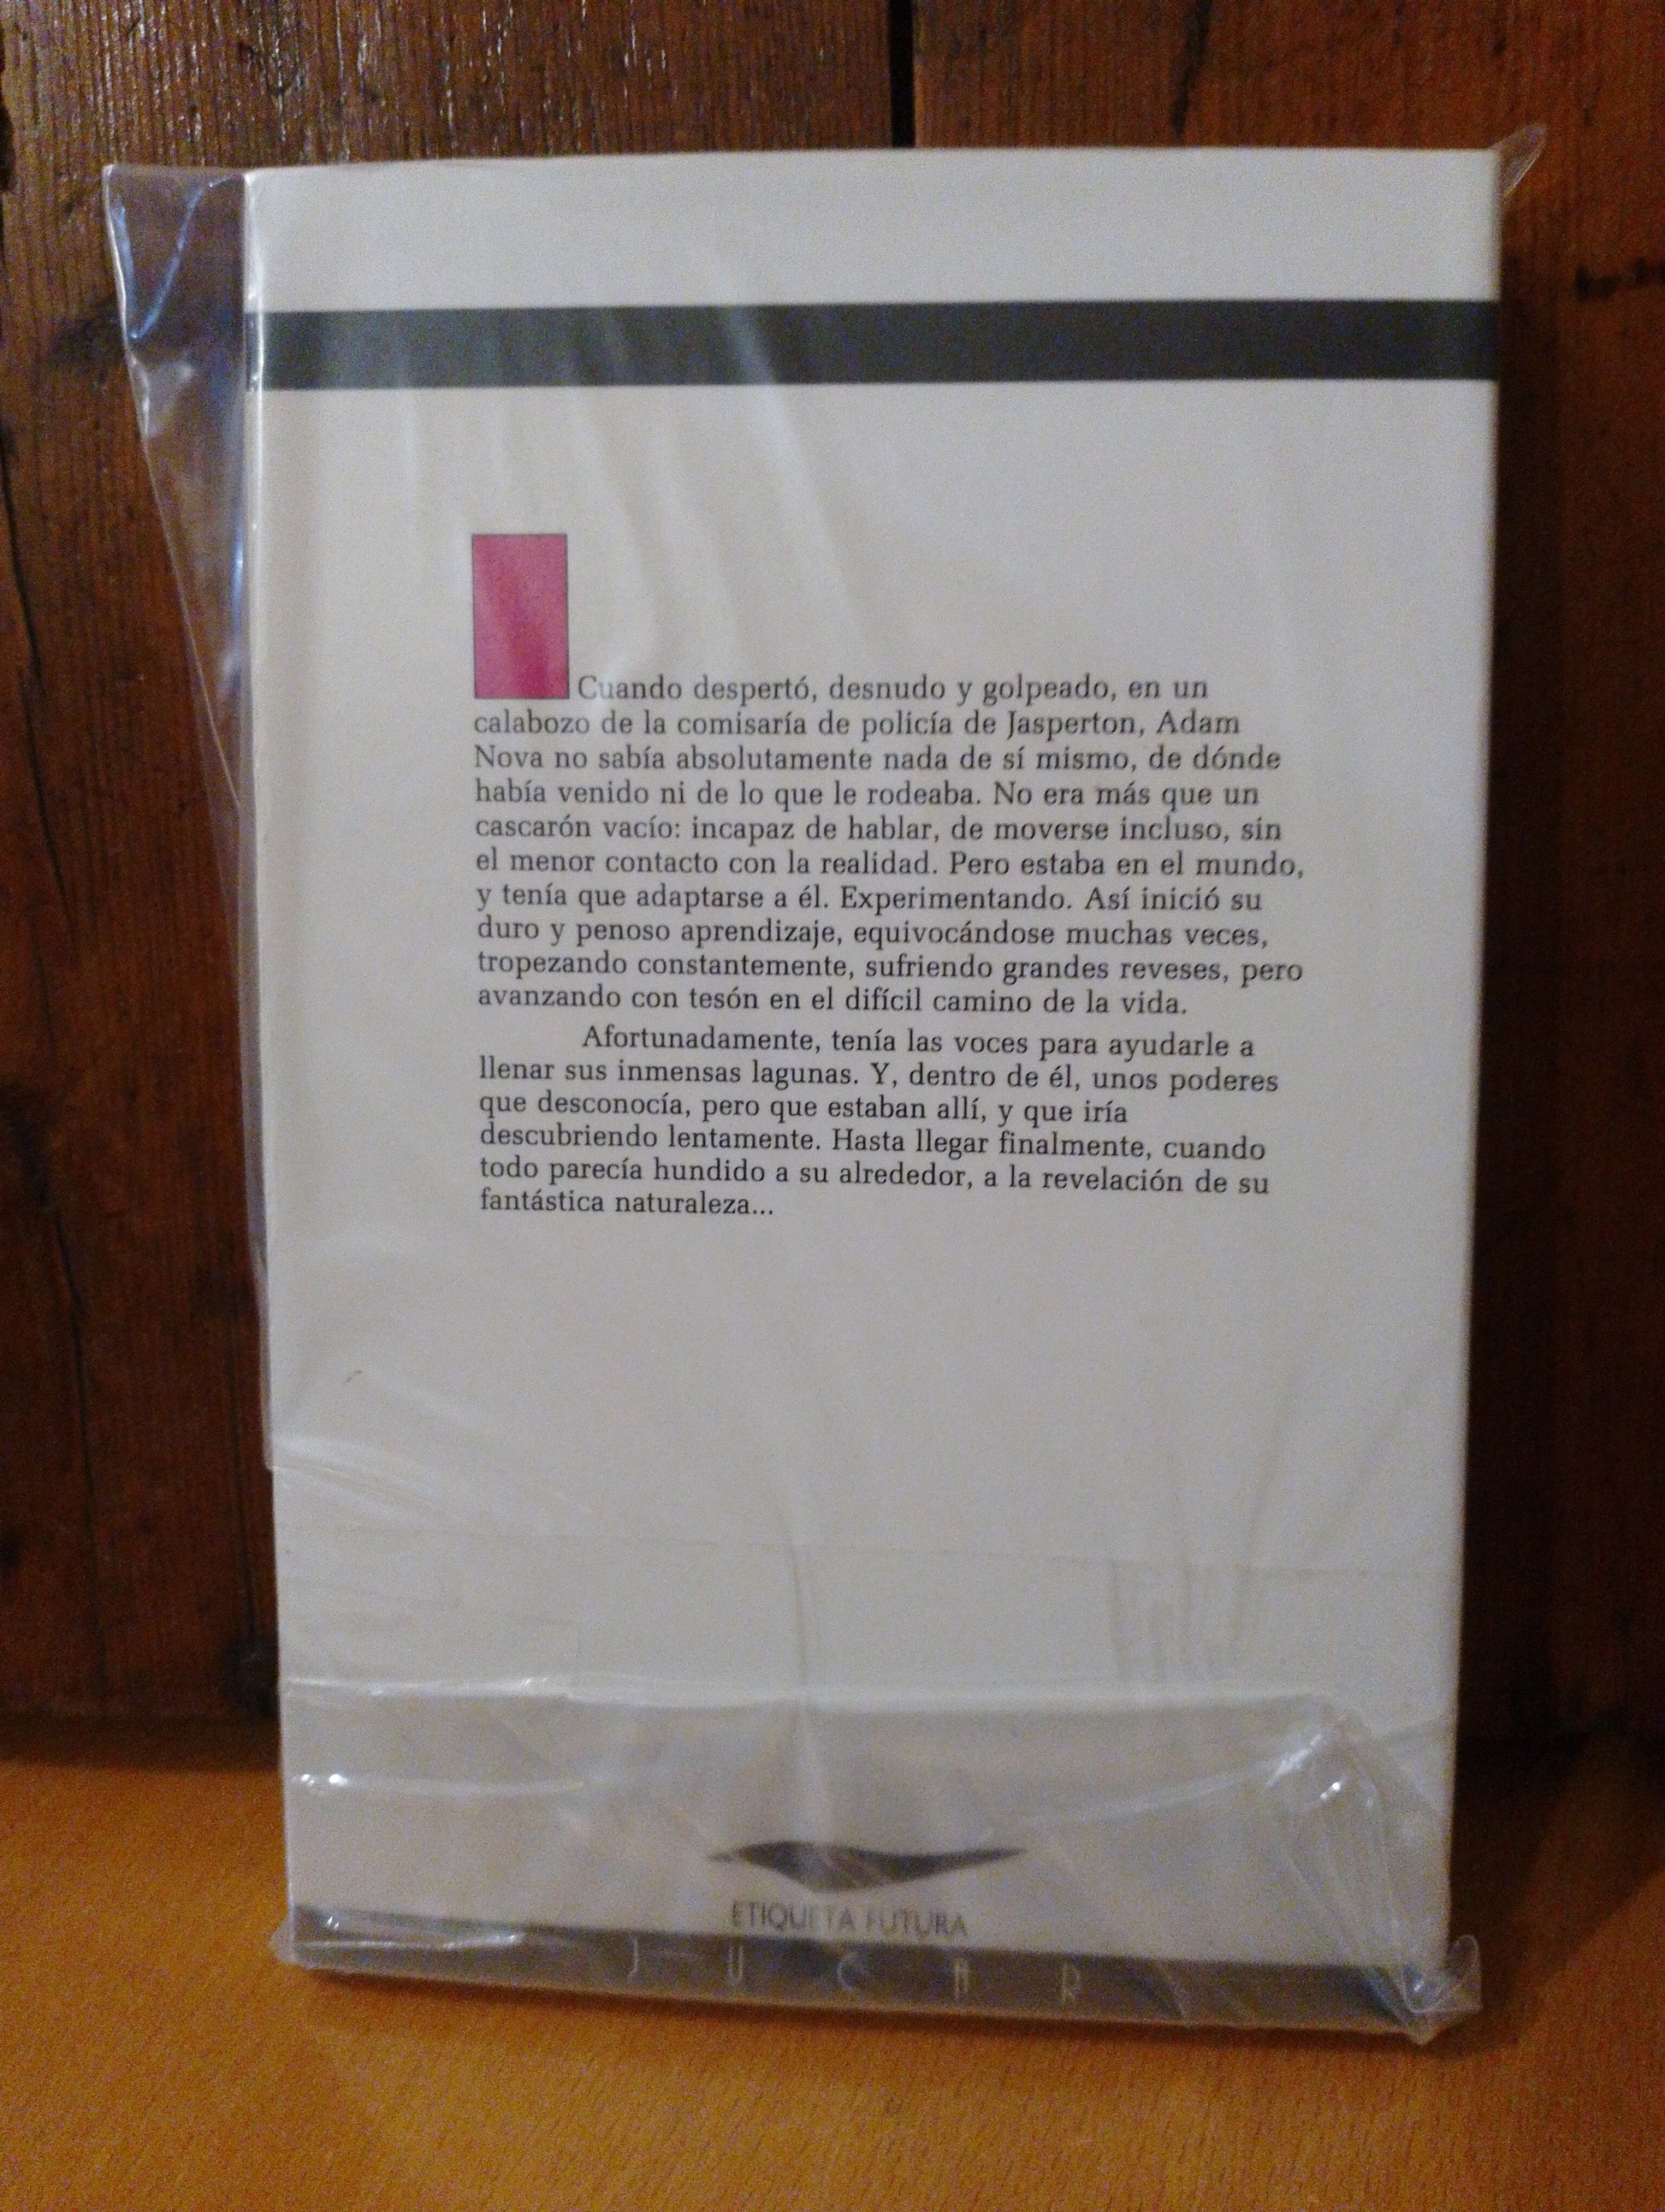 Cuando despertó, desnudo y golpeado, en un
calabozo de la comisaría de policía de Jasperton, Adam
Nova no sabía absolutamente nada de sí mismo, de dónde
había venido ni de lo que le rodeaba. No era más que un
cascarón vacío: incapaz de hablar, de moverse incluso, sin
el menor contacto con la realidad. Pero estaba en el mundo,
y tenía que adaptarse a él. Experimentando. Así inició su
duro y penoso aprendizaje, equivocándose muchas veces,
tropezando constantemente, sufriendo grandes reveses, pero
avanzando con tesón en el difícil camino de la vida.
Afortunadamente, tenía las voces para ayudarle a
llenar sus inmensas lagunas. Y, dentro de él, unos poderes
que desconocía, pero que estaban allí, y que iría
descubriendo lentamente. Hasta llegar finalmente, cuando
todo parecía hundido a su alrededor, a la revelación de su
fantástica naturaleza...
ETIQUETA FUTURA
JUCAR